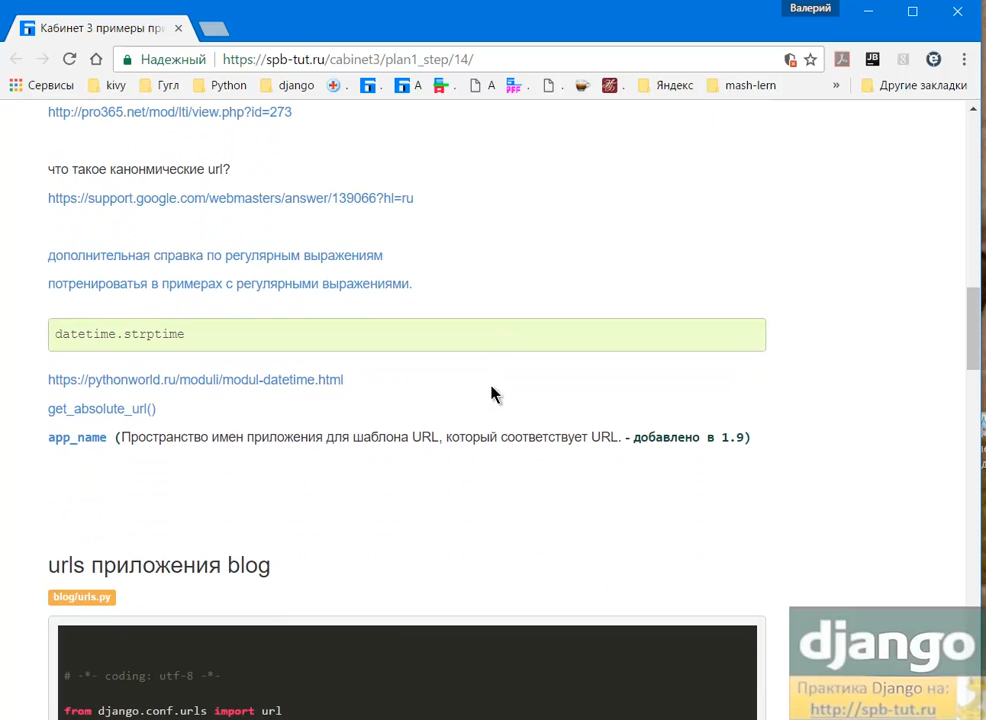 Валерий
Кабинет 3 примеры при
Надежный
https://spb-tut.ru/cabinet3/plan1_step/14/
Сервисы
kivy
Гугл
Python
django
A
A
Яндекс
mash-lern
»
Другие закладки
http://pro365.net/mod/lti/view.php?id=273
что такое канонмические url?
https://support.google.com/webmasters/answer/139066?hl=ru
дополнительная справка по регулярным выражениям
потренироваться в примерах с регулярными выражениями.
datetime.strptime
https://pythonworld.ru/moduli/modul-datetime.html
get_absolute_url()
app_name (Пространство имен приложения для шаблона URL, который соответствует URL. - добавлено в 1.9)
urls приложения blog
blog/urls.py
# -*- coding: utf-8 -*-
from django.conf.urls import url
django
Практика Django на:
http://spb-tut.ru